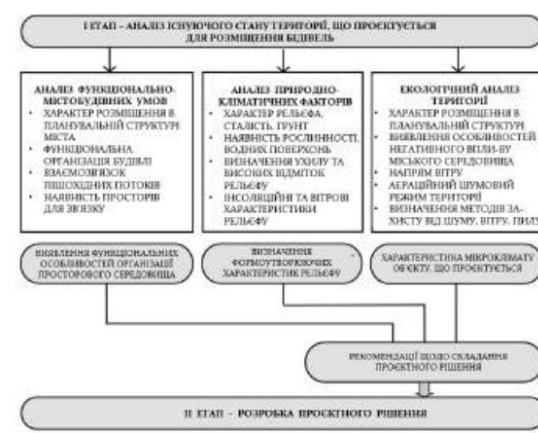 І ЕТАП – АНАЛІЗ ІСНУЮЧОГО СТАНУ ТЕРИТОРІЇ, ЩО ПРОЄКТУЄТЬСЯ
ДЛЯ РОЗМІЩЕННЯ БУДІВЕЛЬ
АНАЛІЗ ФУНКЦІОНАЛЬНО-
МІСТОБУДІВНИХ УМОВ
• ХАРАКТЕР РОЗМІЩЕННЯ В
ПЛАНУВАЛЬНІЙ СТРУКТУРІ
МІСТА
• ФУНКЦІОНАЛЬНА
ОРГАНІЗАЦІЯ БУДІВЛІ
• ВЗАЄМОЗВ'ЯЗОК
ПІШОХІДНИХ ПОТОКІВ
• НАЯВНІСТЬ ПРОСТОРІВ
ДЛЯ ЗВ'ЯЗКУ
АНАЛІЗ ПРИРОДНО-
КЛІМАТИЧНИХ ФАКТОРІВ
• ХАРАКТЕР РЕЛЬЄФА,
СТАЛІСТЬ, ГРУНТ
• НАЯВНІСТЬ РОСЛИННОСТІ,
ВОДНИХ ПОВЕРХОНЬ
• ВИЗНАЧЕННЯ УХИЛУ ТА
ВИСОКИХ ВІДМІТОК
РЕЛЬЄФУ
• ІНСОЛЯЦІЙНІ ТА ВІТРОВІ
ХАРАКТЕРИСТИКИ
РЕЛЬЄФУ
ЕКОЛОГІЧНИЙ АНАЛІЗ
ТЕРИТОРІЇ
• ХАРАКТЕР РОЗМІЩЕННЯ В
ПЛАНУВАЛЬНІЙ СТРУКТУРІ
• ВИЯВЛЕННЯ ОСОБЛИВОСТЕЙ
НЕГАТИВНОГО ВПЛИ-ВУ
МІСЬКОГО СЕРЕДОВИЩА
• НАПРЯМ ВІТРУ
• АЕРАЦІЙНИЙ ШУМОВИЙ
РЕЖИМ ТЕРИТОРІЇ
• ВИЗНАЧЕННЯ МЕТОДІВ ЗА-
ХИСТУ ВІД ШУМУ, ВІТРУ, ПИЛУ
ВИЯВЛЕННЯ ФУНКЦІОНАЛЬНИХ
ОСОБЛИВОСТЕЙ ОРГАНІЗАЦІЇ
ПРОСТОРОВОГО СЕРЕДОВИЩА
ВИЗНАЧЕННЯ
ФОРМОУТВОРЮЮЧИХ
ХАРАКТЕРИСТИК РЕЛЬЄФУ
ХАРАКТЕРИСТИКА МІКРОКЛІМАТУ
ОБ'ЄКТУ, ЩО ПРОЄКТУЄТЬСЯ
РЕКОМЕНДАЦІЇ ЩОДО СКЛАДАННЯ
ПРОЄКТНОГО РІШЕННЯ
ІІ ЕТАП - РОЗРОБКА ПРОЄКТНОГО РІШЕННЯ